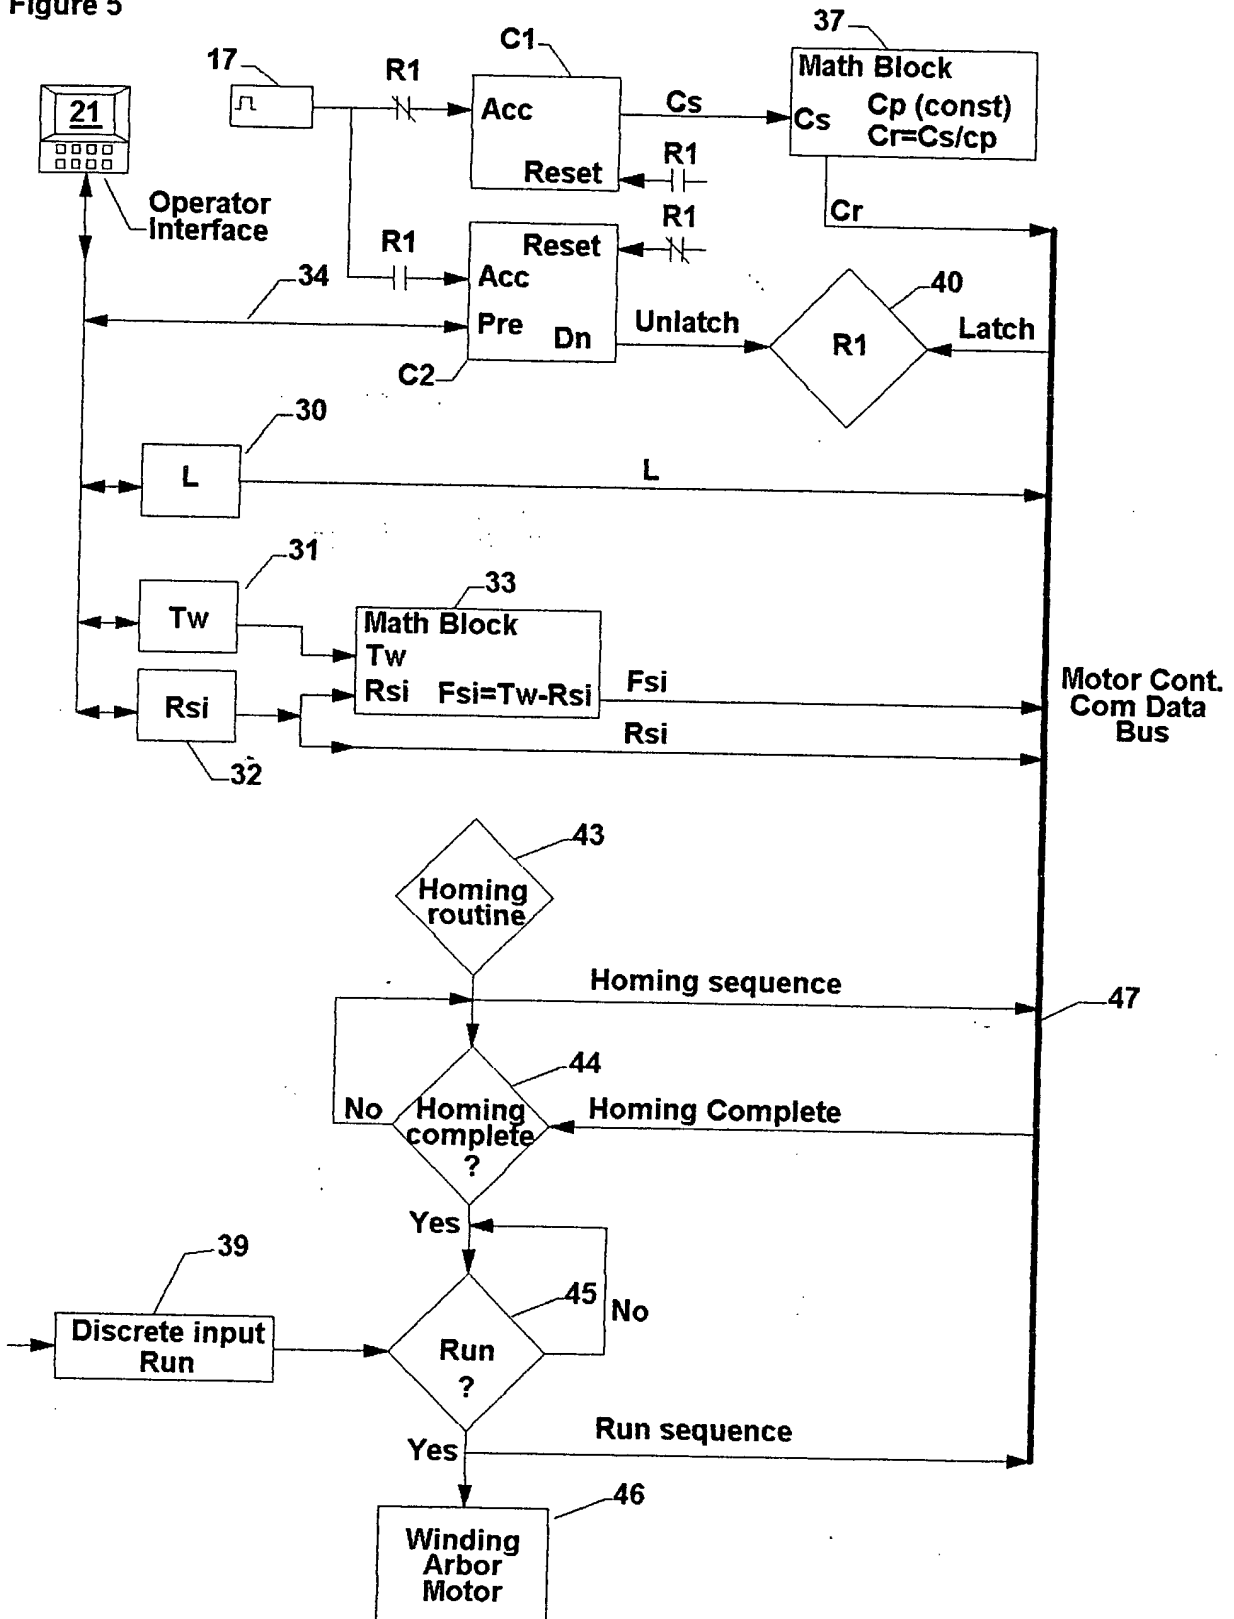 Figure 5
37
C1
17
R1
Math Block
Cp (const)
Cr=Cs/cp
Cs
21
Acc
Reset
Cs
R1
Operator
Interface
Cr
R1
R1
Reset
Acc
Pre
Dn
34
Unlatch
40
R1
Latch
C2
30
L
L
31
Tw
33
Math Block
Tw
Rsi
Fsi=Tw-Rsi
Fsi
Rsi
Rsi
32
Motor Cont.
Com Data
Bus
43
Homing
routine
Homing sequence
47
44
No
Homing
complete
?
Homing Complete
Yes
39
45
No
Discrete input
Run
Run
?
Run sequence
Yes
46
Winding
Arbor
Motor